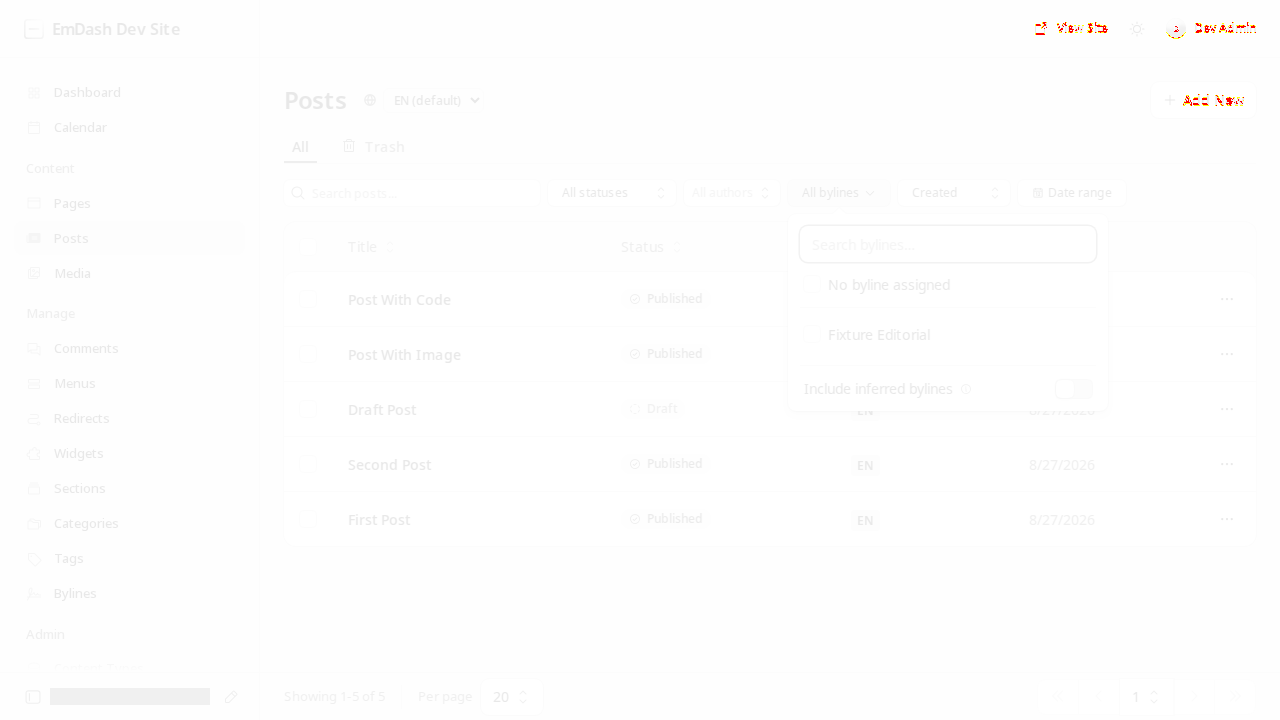 EmDash Dev Site
View Site
Dev Admin
Dashboard
Calendar
Content
Pages
Posts
Media
Manage
Comments
Menus
Redirects
Widgets
Sections
Categories
Tags
Bylines
Admin
Posts
EN (default)
Add New
All
Trash
Search posts...
All statuses
All authors
All bylines
Created
Date range
Title
Status
Search bylines...
No byline assigned
Fixture Editorial
Include inferred bylines
Post With Code
Published
Post With Image
Published
Draft Post
Draft
EN
8/27/2026
Second Post
Published
EN
8/27/2026
First Post
Published
EN
8/27/2026
Showing 1-5 of 5
Per page
20
1